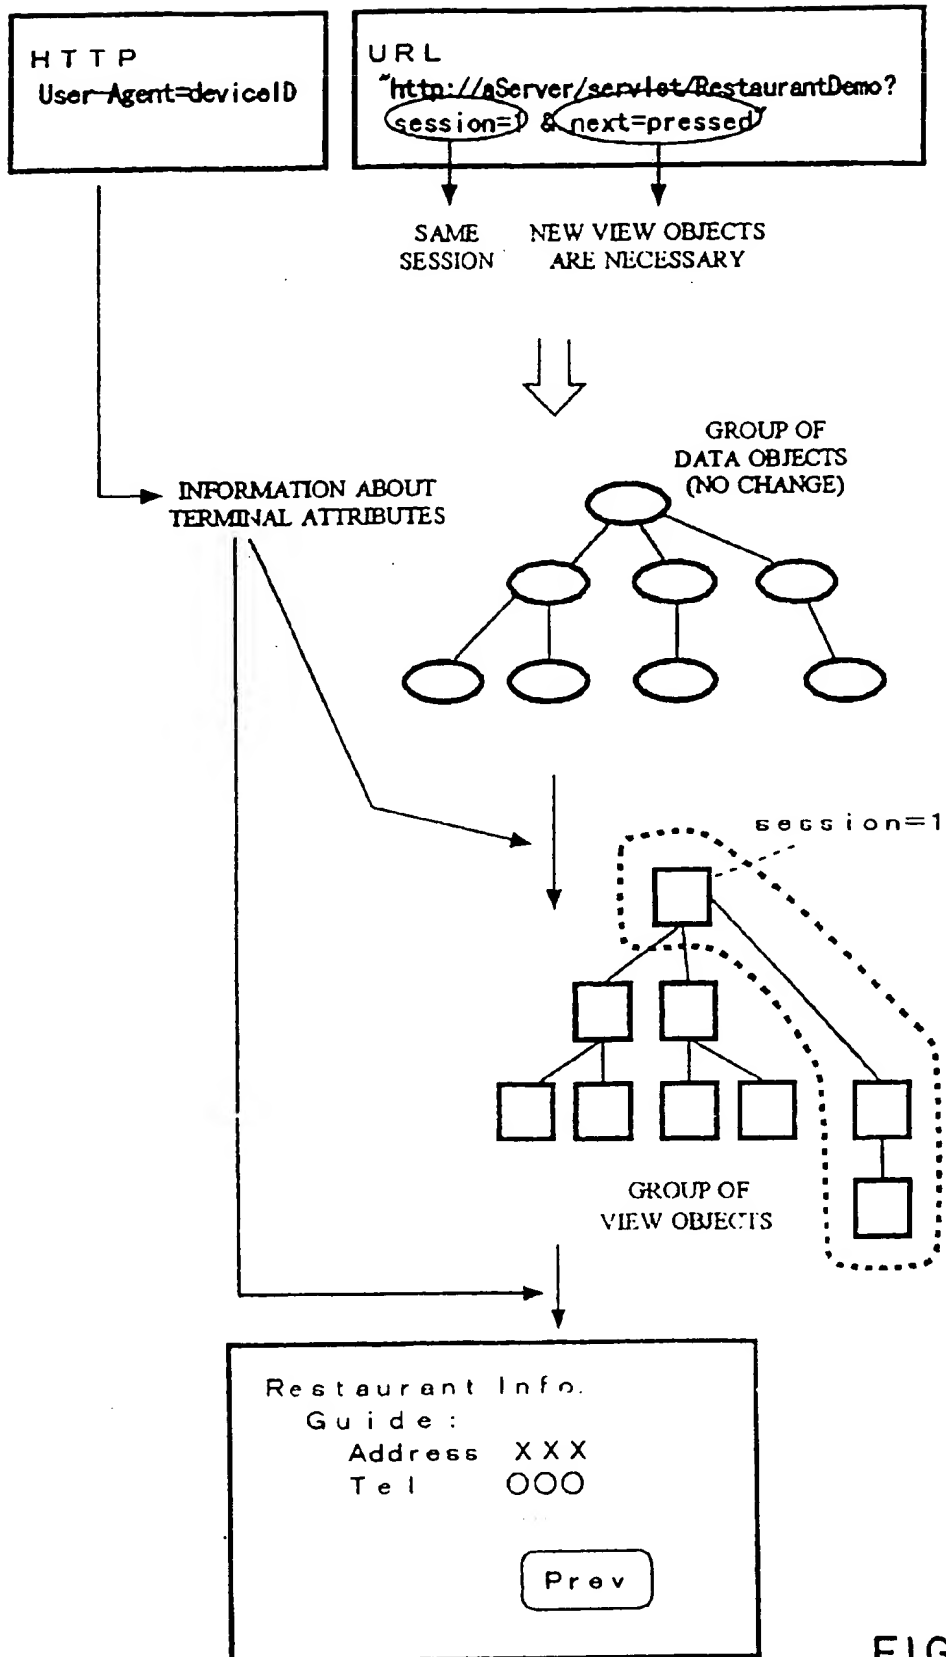 HTTP
User-Agent=deviceID
URL
"http://aServer/servlet/RestaurantDemo?
session=1 & next=pressed"
SAME
SESSION
NEW VIEW OBJECTS
ARE NECESSARY
GROUP OF
DATA OBJECTS
(NO CHANGE)
INFORMATION ABOUT
TERMINAL ATTRIBUTES
session=1
GROUP OF
VIEW OBJECTS
Restaurant Info.
Guide:
Address XXX
Tel OOO
Prev
FIG